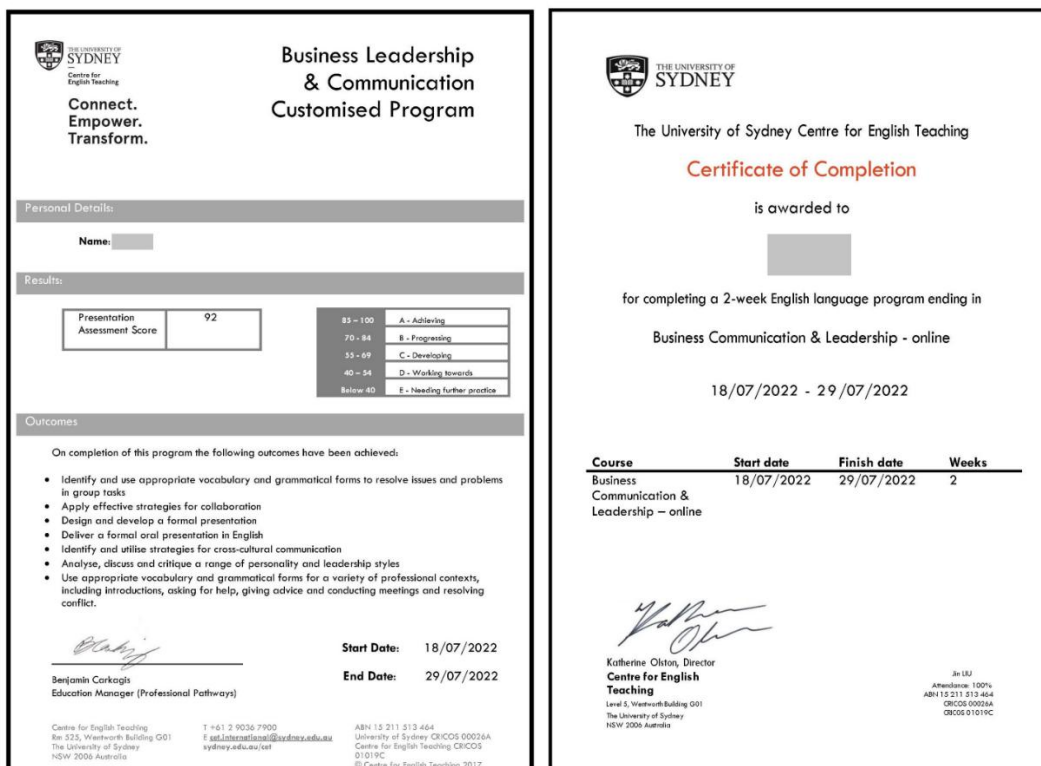 THE UNIVERSITY OF
SYDNEY
Centre for
English Teaching
Connect.
Empower.
Transform.
Business Leadership
& Communication
Customised Program
Personal Details:
Name:
Results:
Presentation
Assessment Score
92
85 – 100 A - Achieving
70 - 84 B - Progressing
55 - 69 C - Developing
40 – 54 D - Working towards
Below 40 E - Needing further practice
Outcomes
On completion of this program the following outcomes have been achieved:
• Identify and use appropriate vocabulary and grammatical forms to resolve issues and problems
in group tasks
• Apply effective strategies for collaboration
• Design and develop a formal presentation
• Deliver a formal oral presentation in English
• Identify and utilise strategies for cross-cultural communication
• Analyse, discuss and critique a range of personality and leadership styles
• Use appropriate vocabulary and grammatical forms for a variety of professional contexts,
including introductions, asking for help, giving advice and conducting meetings and resolving
conflict.
Benjamin Carkagis
Education Manager (Professional Pathways)
Start Date: 18/07/2022
End Date: 29/07/2022
Centre for English Teaching
Rm 525, Wentworth Building G01
The University of Sydney
NSW 2006 Australia
T +61 2 9036 7900
E cet.international@sydney.edu.au
sydney.edu.au/cet
ABN 15 211 513 464
University of Sydney CRICOS 00026A
Centre for English Teaching CRICOS
01019C
© Centre for English Teaching 2017
THE UNIVERSITY OF
SYDNEY
The University of Sydney Centre for English Teaching
Certificate of Completion
is awarded to
for completing a 2-week English language program ending in
Business Communication & Leadership - online
18/07/2022 - 29/07/2022
Course Start date Finish date Weeks
Business 18/07/2022 29/07/2022 2
Communication &
Leadership – online
Katherine Olston, Director
Centre for English
Teaching
Level 5, Wentworth Building G01
The University of Sydney
NSW 2006 Australia
Jin LIU
Attendance: 100%
ABN 15 211 513 464
CRICOS 00026A
CRICOS 01019C